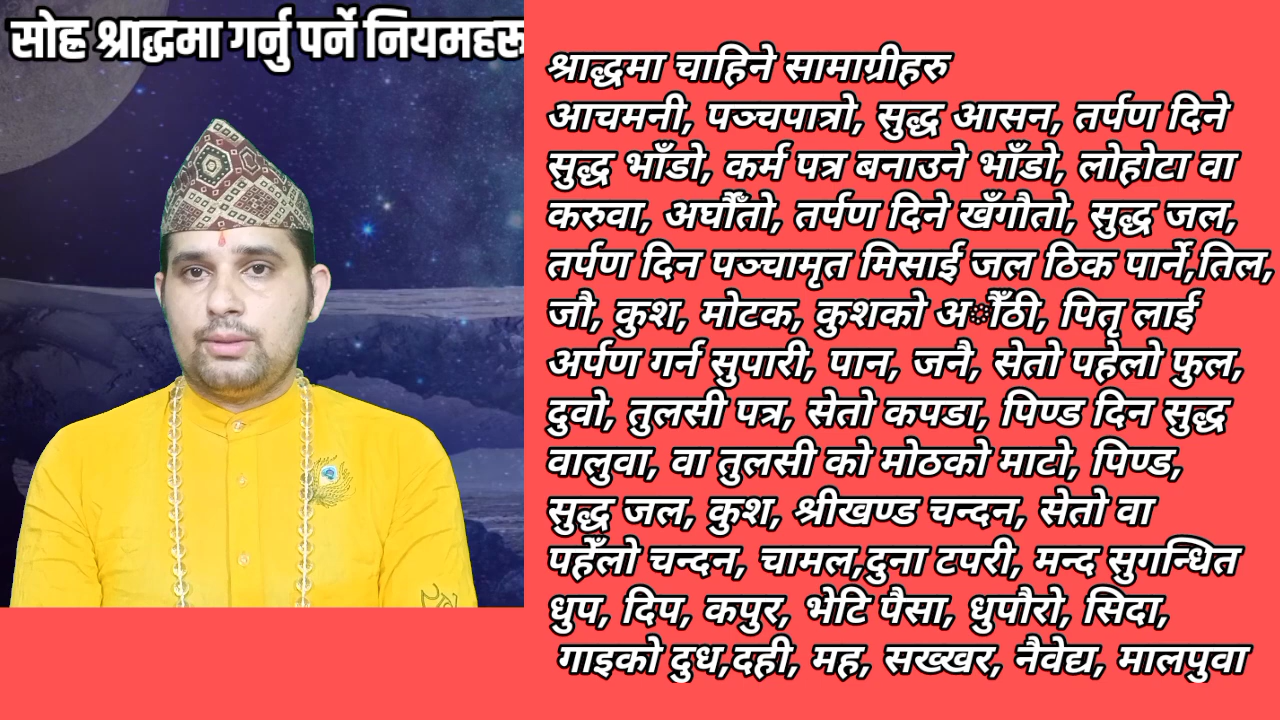 सोह्र श्राद्धमा गर्नु पर्ने नियमहरू
श्राद्धमा चाहिने सामाग्रीहरु
आचमनी, पञ्चपात्रो, सुद्ध आसन, तर्पण दिने
सुद्ध भाँडो, कर्म पत्र बनाउने भाँडो, लोहोटा वा
करुवा, अर्घौँतो, तर्पण दिने खँगौतो, सुद्ध जल,
तर्पण दिन पञ्चामृत मिसाई जल ठिक पार्ने,तिल,
जौ, कुश, मोटक, कुशको अ‌ौँठी, पितृ लाई
अर्पण गर्न सुपारी, पान, जनै, सेतो पहेलो फुल,
दुवो, तुलसी पत्र, सेतो कपडा, पिण्ड दिन सुद्ध
वालुवा, वा तुलसी को मोठको माटो, पिण्ड,
सुद्ध जल, कुश, श्रीखण्ड चन्दन, सेतो वा
पहेँलो चन्दन, चामल,दुना टपरी, मन्द सुगन्धित
धुप, दिप, कपुर, भेटि पैसा, धुपौरो, सिदा,
गाइको दुध,दही, मह, सख्खर, नैवेद्य, मालपुवा